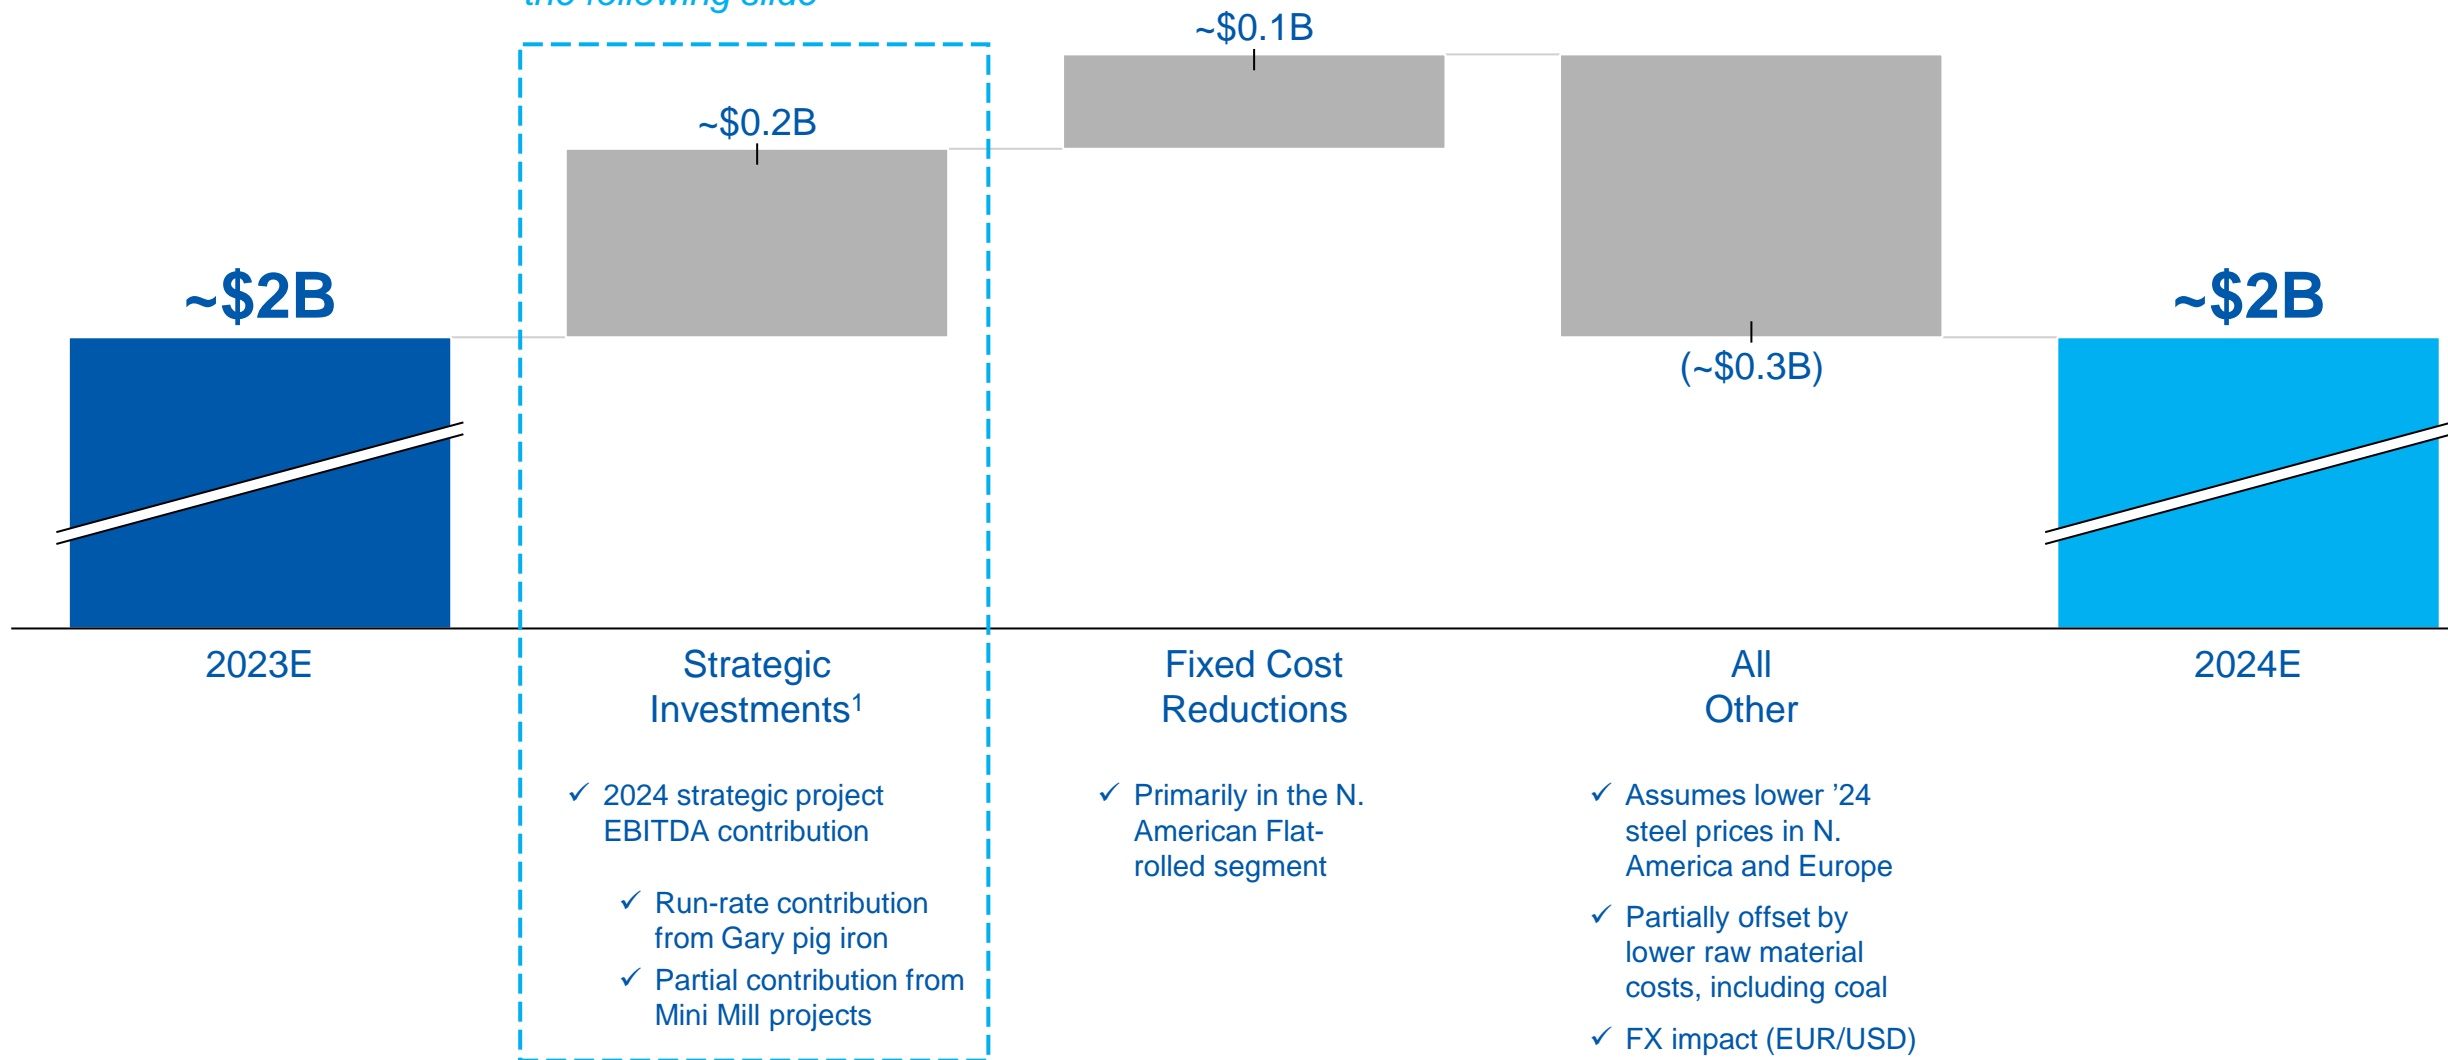 the following slide
~$0.1B
~$0.2B
~$2B
~$2B
(~$0.3B)
2023E
Strategic
Investments¹
Fixed Cost
Reductions
All
Other
2024E
✓ 2024 strategic project
EBITDA contribution
✓ Run-rate contribution
from Gary pig iron
✓ Partial contribution from
Mini Mill projects
✓ Primarily in the N.
American Flat-
rolled segment
✓ Assumes lower ’24
steel prices in N.
America and Europe
✓ Partially offset by
lower raw material
costs, including coal
✓ FX impact (EUR/USD)